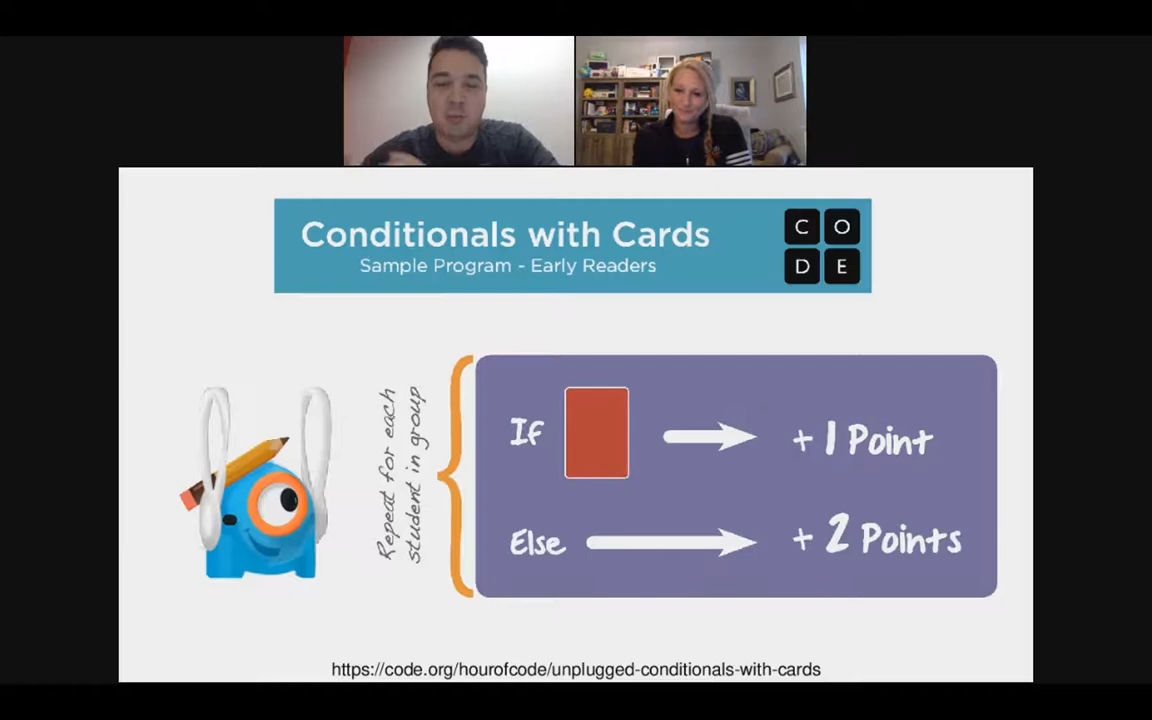 Conditionals with Cards
Sample Program - Early Readers
C O
D E
Repeat for each
student in group
If
+ 1 Point
Else
+ 2 Points
https://code.org/hourofcode/unplugged-conditionals-with-cards